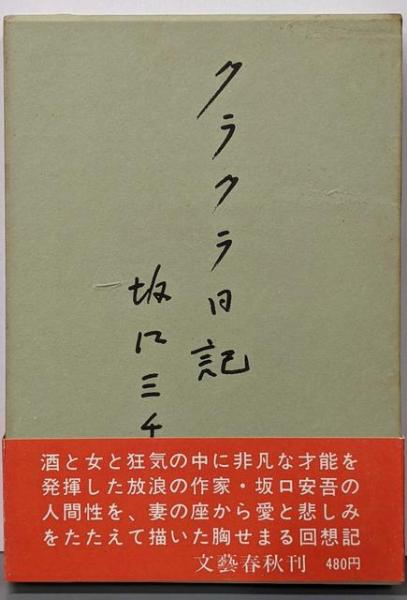 クラクラ日記
坂口三千
酒と女と狂気の中に非凡な才能を
発揮した放浪の作家・坂口安吾の
人間性を、妻の座から愛と悲しみ
をたたえて描いた胸せまる回想記
文藝春秋刊 480円